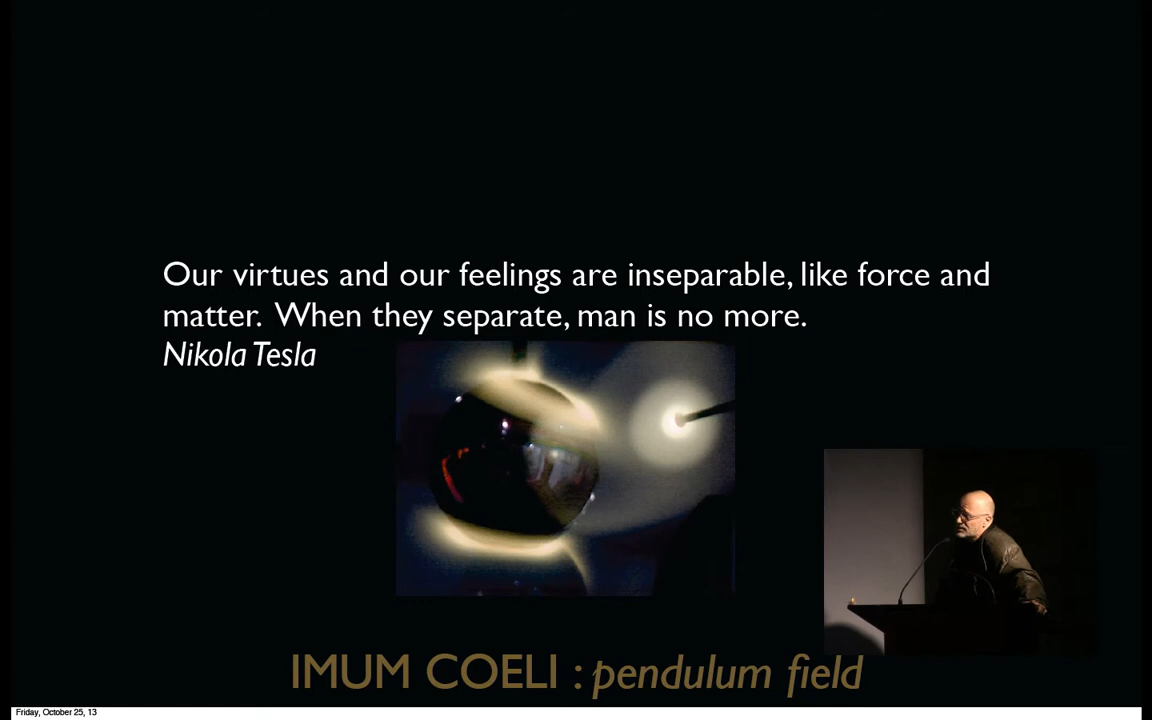 Our virtues and our feelings are inseparable, like force and
matter.  When they separate, man is no more.
Nikola Tesla
IMUM COELI : pendulum field
Friday, October 25, 13